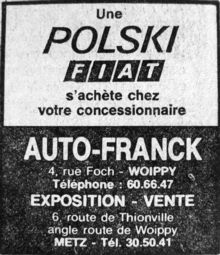 Une
POLSKI
FIAT
s'achète chez
votre concessionnaire
AUTO-FRANCK
4, rue Foch - WOIPPY
Téléphone : 60.66.47
EXPOSITION - VENTE
6, route de Thionville
angle route de Woippy
METZ - Tél. 30.50.41